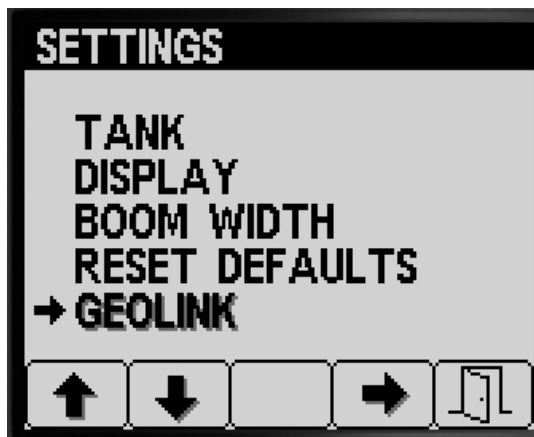 SETTINGS
TANK
DISPLAY
BOOM WIDTH
RESET DEFAULTS
GEOLINK